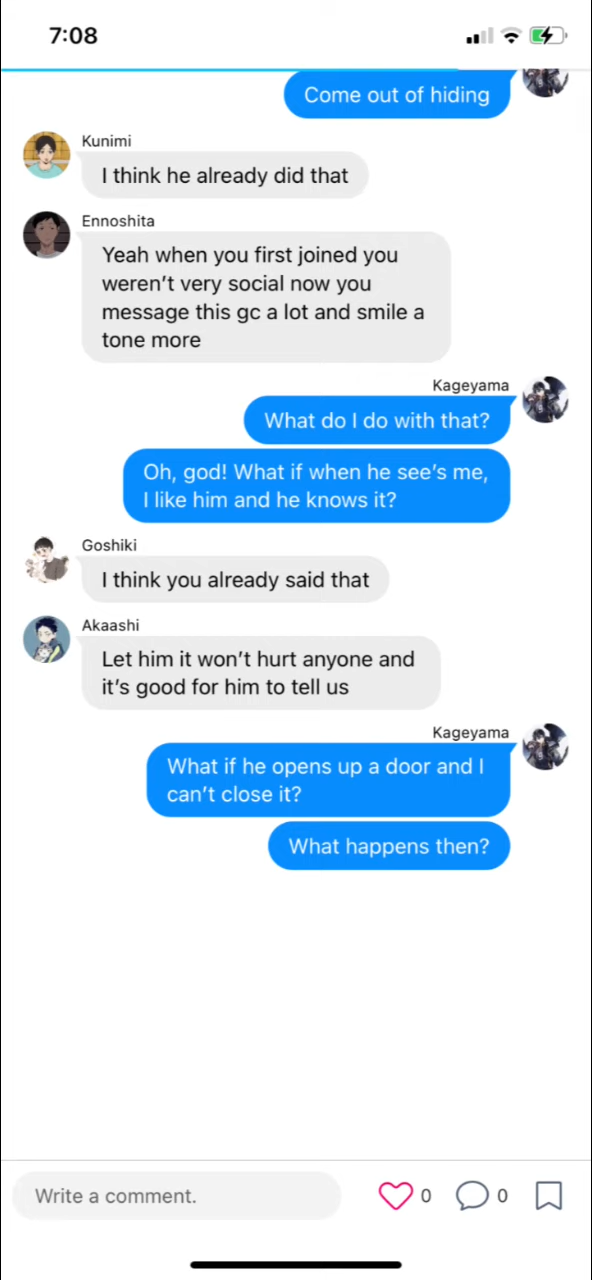 7:08
Come out of hiding
Kunimi
I think he already did that
Ennoshita
Yeah when you first joined you
weren't very social now you
message this gc a lot and smile a
tone more
Kageyama
What do I do with that?
Oh, god! What if when he see's me,
I like him and he knows it?
Goshiki
I think you already said that
Akaashi
Let him it won't hurt anyone and
it's good for him to tell us
Kageyama
What if he opens up a door and I
can't close it?
What happens then?
Write a comment.
0
0